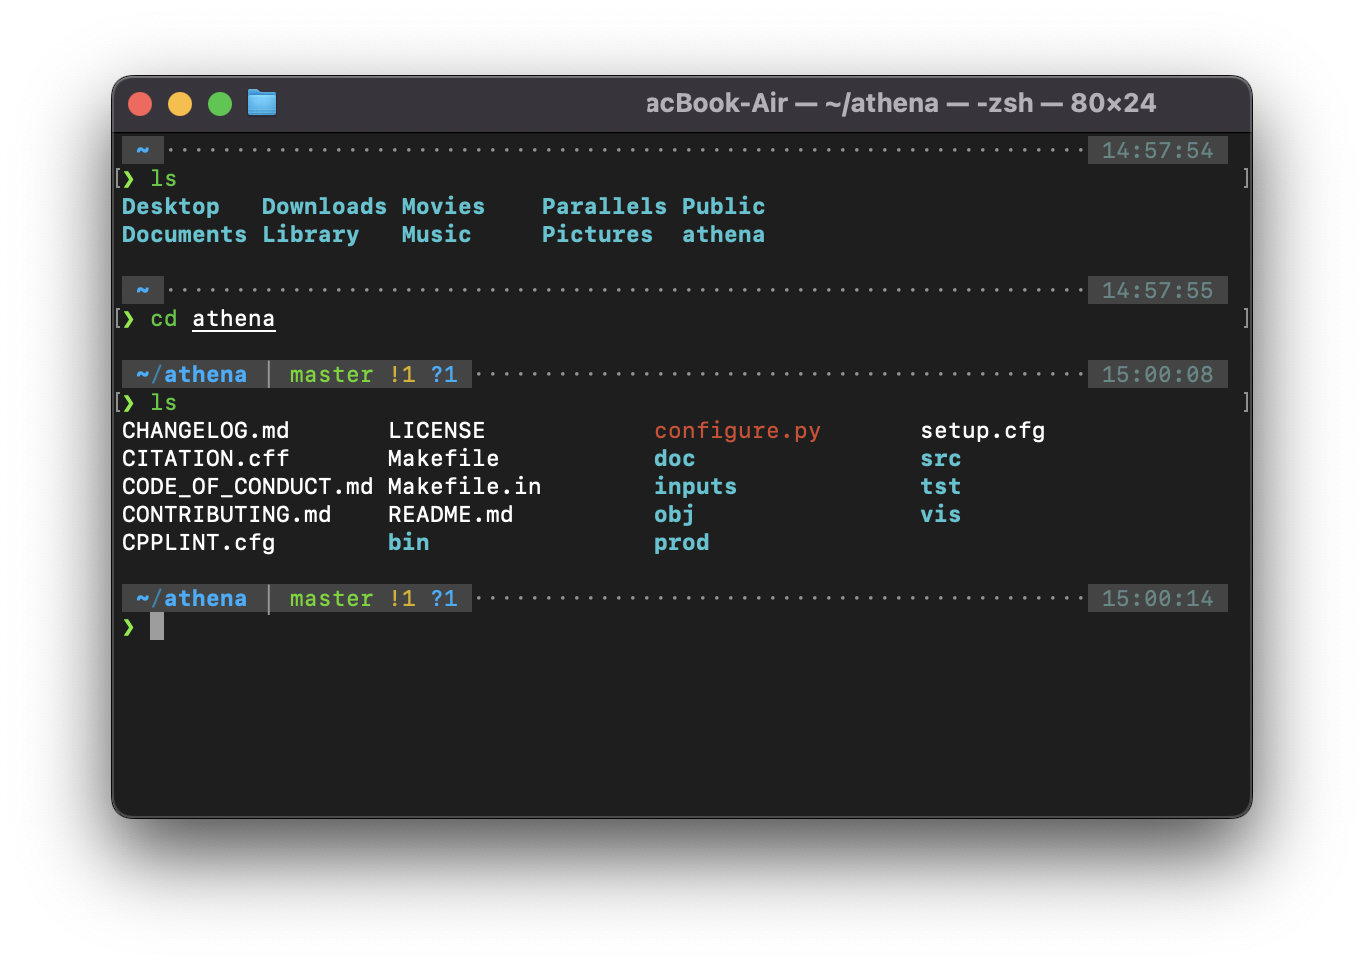 acBook-Air — ~/athena — -zsh — 80×24
~ 14:57:54
[❯ ls ]
Desktop Downloads Movies Parallels Public
Documents Library Music Pictures athena
~ 14:57:55
[❯ cd athena ]
~/athena | master !1 ?1 15:00:08
[❯ ls ]
CHANGELOG.md LICENSE configure.py setup.cfg
CITATION.cff Makefile doc src
CODE_OF_CONDUCT.md Makefile.in inputs tst
CONTRIBUTING.md README.md obj vis
CPPLINT.cfg bin prod
~/athena | master !1 ?1 15:00:14
❯